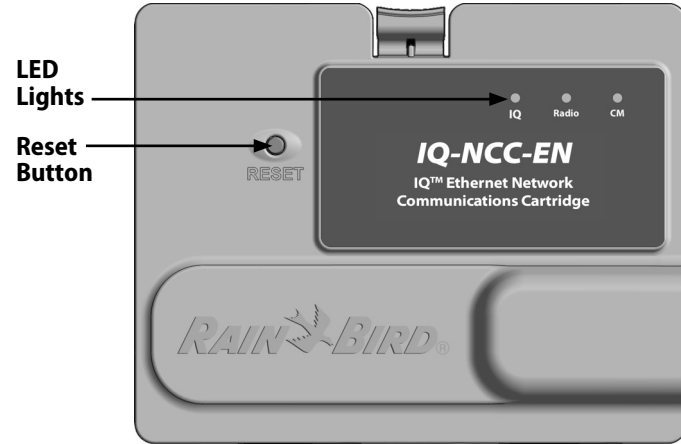 LED
Lights
Reset
Button
IQ Radio CM
RESET
IQ-NCC-EN
IQ™ Ethernet Network
Communications Cartridge
RAIN BIRD®